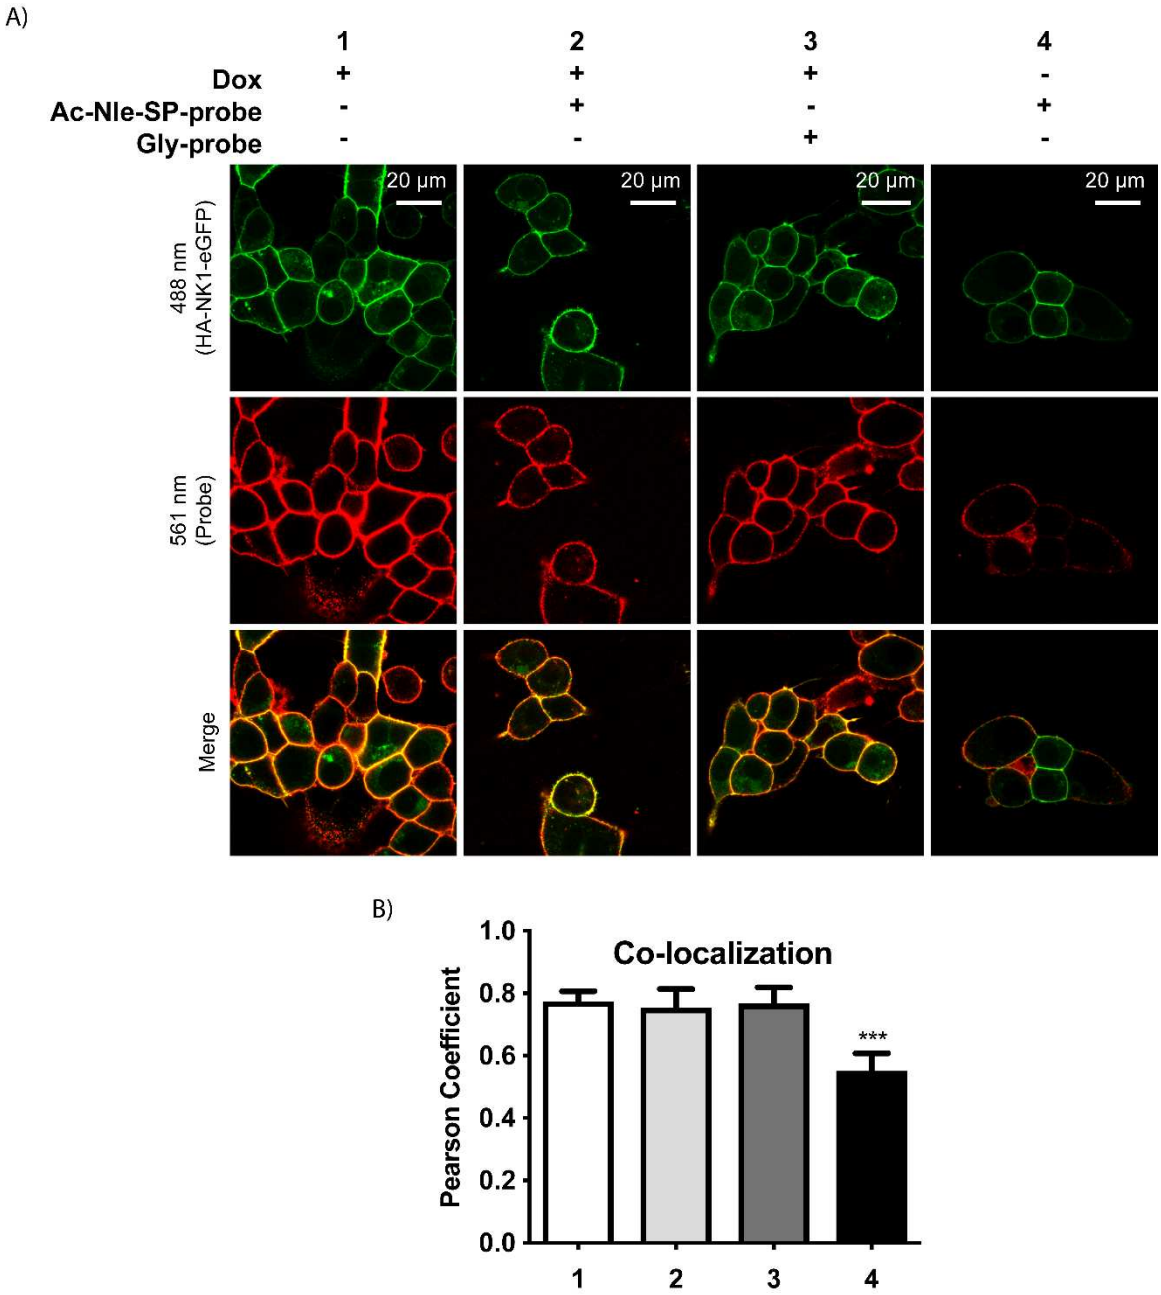 A)
1 2 3 4
Dox + + + -
Ac-Nle-SP-probe - + - +
Gly-probe - - + -
20 μm 20 μm 20 μm 20 μm
488 nm
(HA-NK1-eGFP)
561 nm
(Probe)
Merge
B)
Co-localization
Pearson Coefficient
1.0
0.8
***
0.6
0.4
0.2
0.0
1 2 3 4